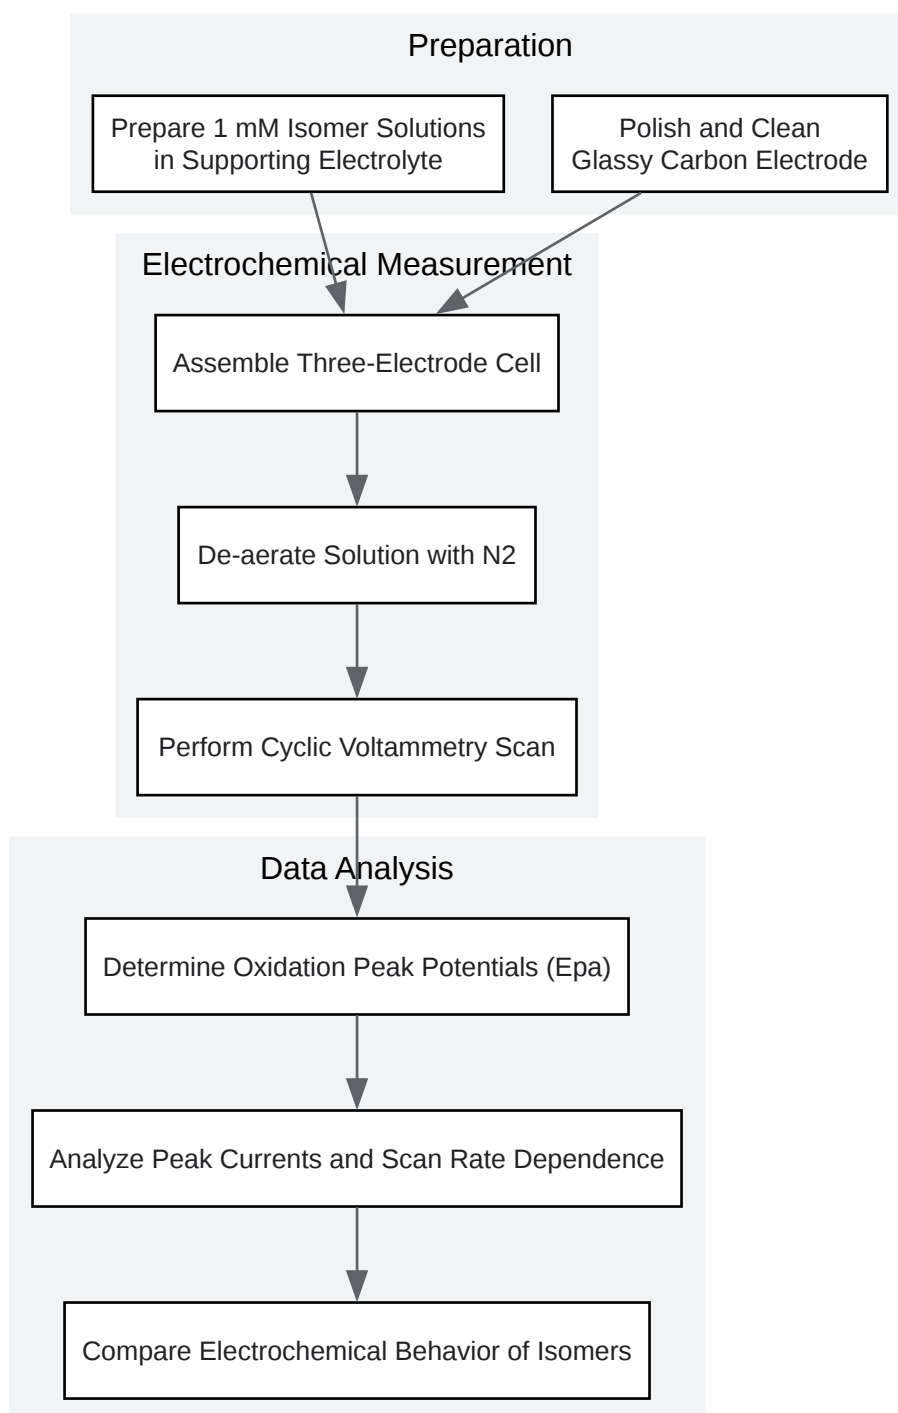 Preparation
Prepare 1 mM Isomer Solutions
in Supporting Electrolyte
Polish and Clean
Glassy Carbon Electrode
Electrochemical Measurement
Assemble Three-Electrode Cell
De-aerate Solution with N2
Perform Cyclic Voltammetry Scan
Data Analysis
Determine Oxidation Peak Potentials (Epa)
Analyze Peak Currents and Scan Rate Dependence
Compare Electrochemical Behavior of Isomers